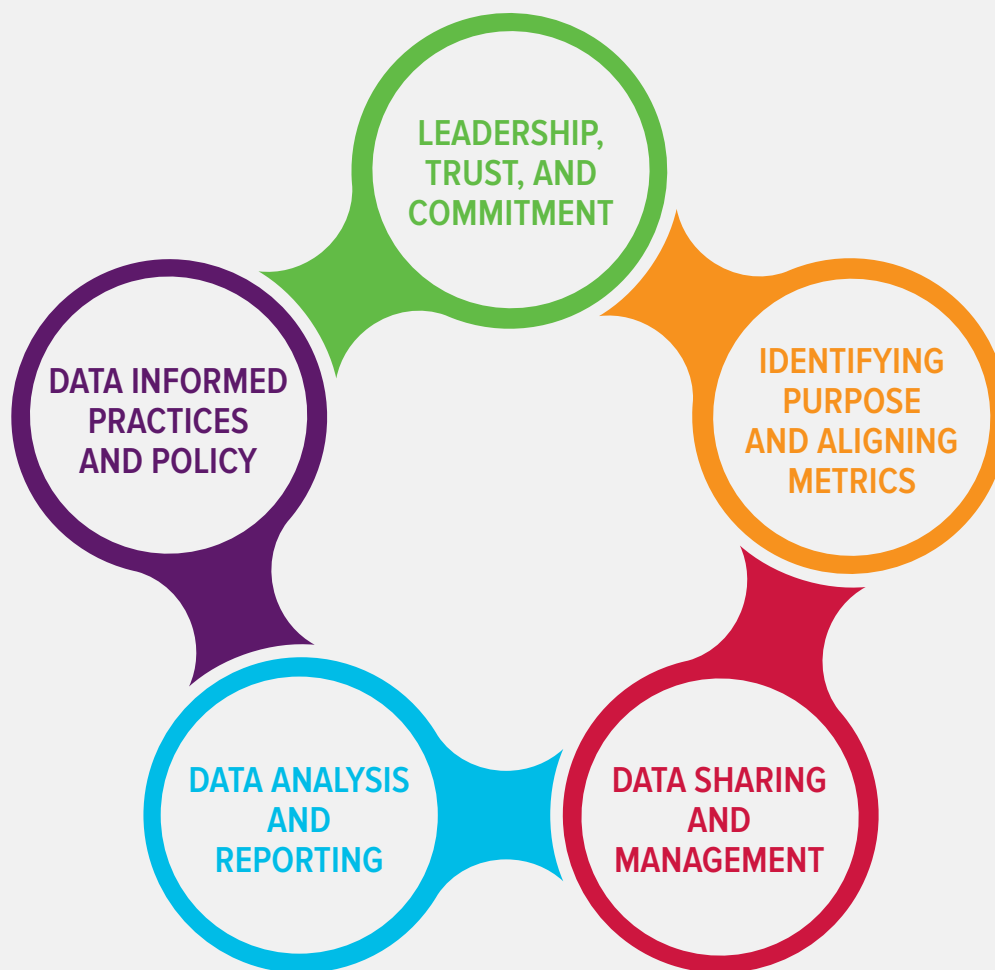 LEADERSHIP,
TRUST, AND
COMMITMENT
IDENTIFYING
PURPOSE
AND ALIGNING
METRICS
DATA SHARING
AND
MANAGEMENT
DATA ANALYSIS
AND
REPORTING
DATA INFORMED
PRACTICES
AND POLICY